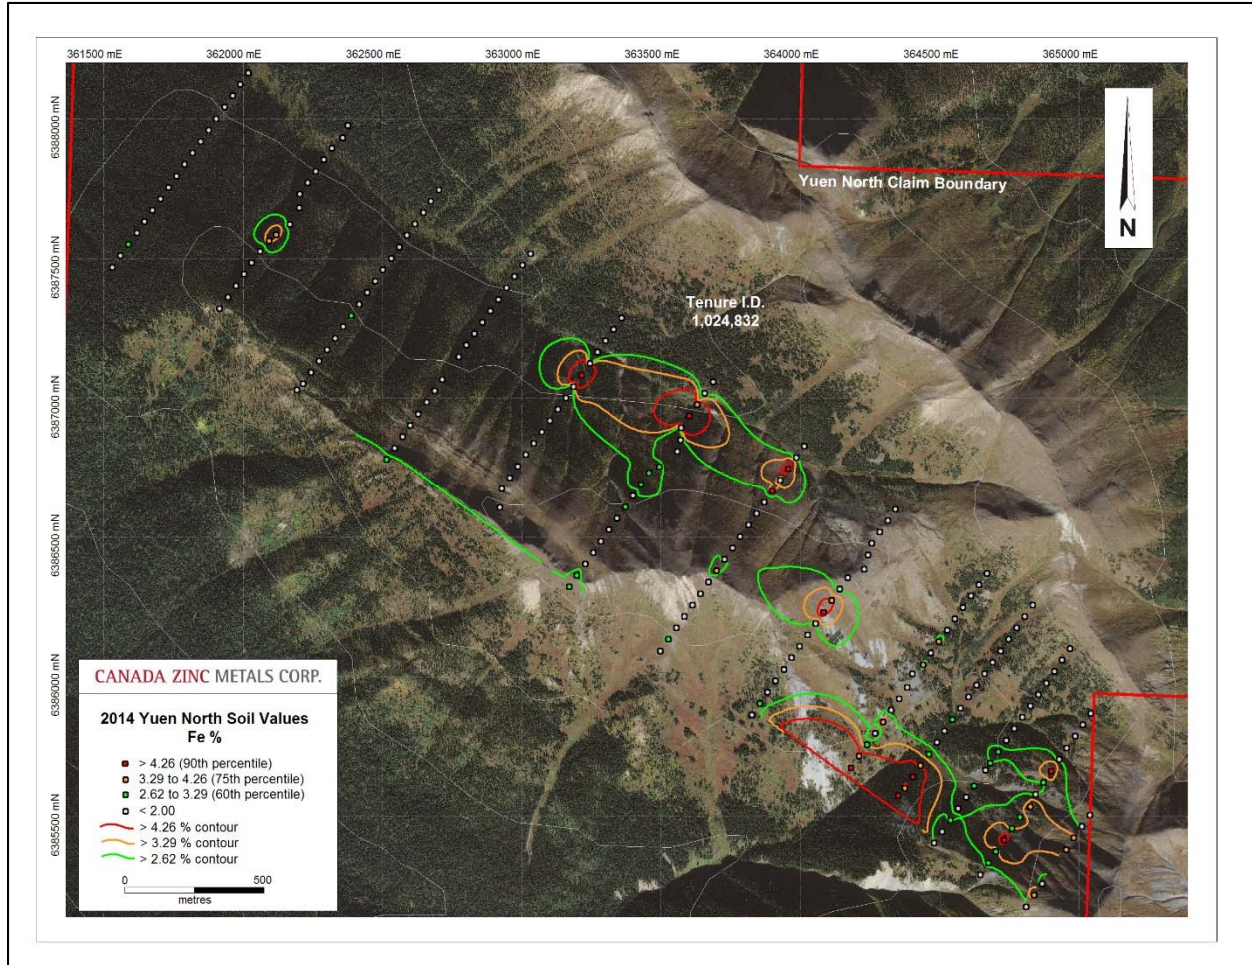 361500 mE 362000 mE 362500 mE 363000 mE 363500 mE 364000 mE 364500 mE 365000 mE
6388000 mN
6387500 mN
6387000 mN
6386500 mN
6386000 mN
6385500 mN
N
Yuen North Claim Boundary
Tenure I.D.
1,024,832
CANADA ZINC METALS CORP.
2014 Yuen North Soil Values
Fe %
> 4.26 (90th percentile)
3.29 to 4.26 (75th percentile)
2.62 to 3.29 (60th percentile)
< 2.00
> 4.26 % contour
> 3.29 % contour
> 2.62 % contour
0 500
metres